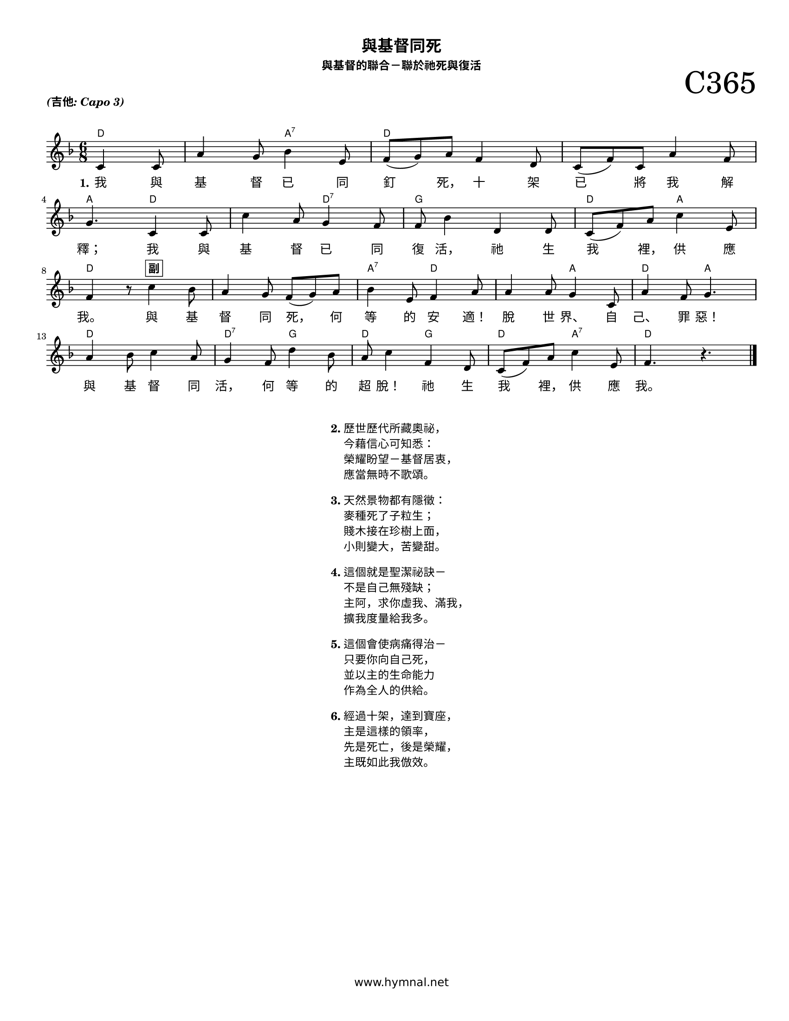 與基督同死
與基督的聯合－聯於祂死與復活
C365
(吉他: Capo 3)
D A7 D
6 8
1. 我 與 基 督 已 同 釘 死， 十 架 已 將 我 解
4 A D D7 G D A
釋； 我 與 基 督 已 同 復 活， 祂 生 我 裡， 供 應
8 D 副 A7 D A D A
我。 與 基 督 同 死， 何 等 的 安 適！ 脫 世 界、 自 己、 罪 惡！
13 D D7 G D G D A7 D
與 基 督 同 活， 何 等 的 超 脫！ 祂 生 我 裡， 供 應 我。
2. 歷世歷代所藏奧祕，
今藉信心可知悉：
榮耀盼望－基督居衷，
應當無時不歌頌。
3. 天然景物都有隱徵：
麥種死了子粒生；
賤木接在珍樹上面，
小則變大，苦變甜。
4. 這個就是聖潔祕訣－
不是自己無殘缺；
主阿，求你虛我、滿我，
擴我度量給我多。
5. 這個會使病痛得治－
只要你向自己死，
並以主的生命能力
作為全人的供給。
6. 經過十架，達到寶座，
主是這樣的領率，
先是死亡，後是榮耀，
主既如此我倣效。
www.hymnal.net